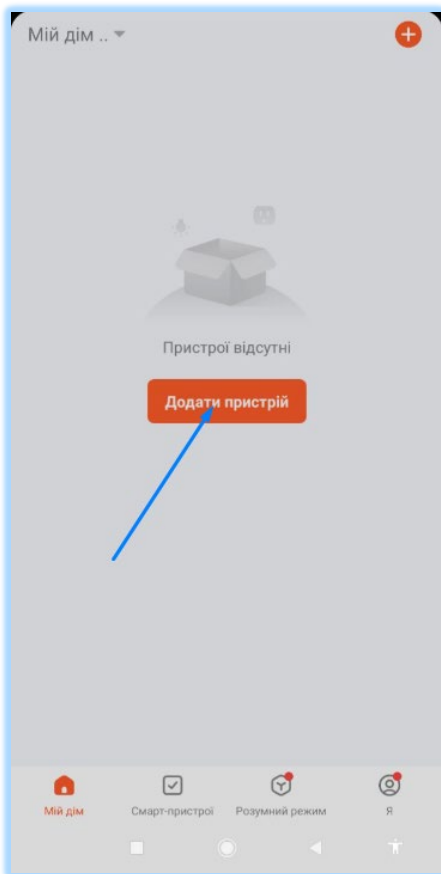 Мій дім ..
Пристрої відсутні
Додати пристрій
Мій дім
Смарт-пристрої
Розумний режим
Я